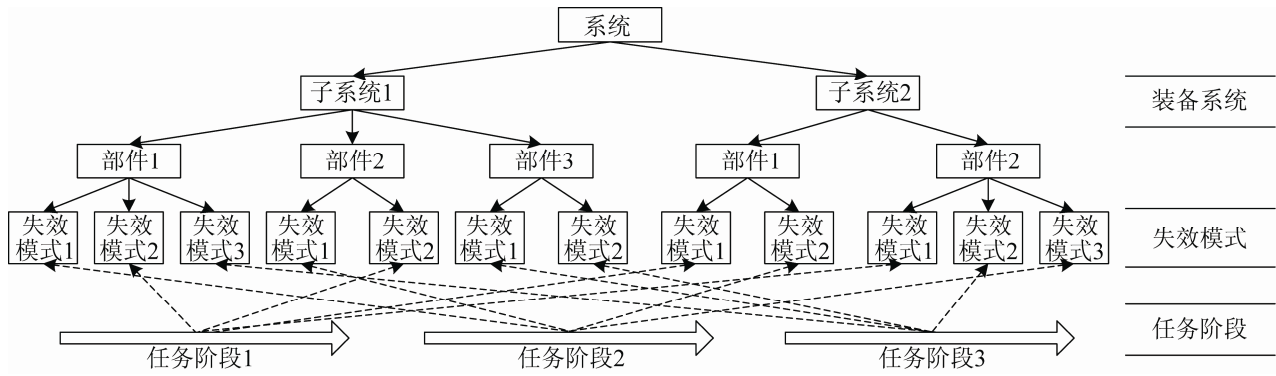 系统
子系统1
子系统2
装备系统
部件1
部件2
部件3
部件1
部件2
失效
模式1
失效
模式2
失效
模式3
失效
模式1
失效
模式2
失效
模式1
失效
模式2
失效
模式1
失效
模式2
失效
模式1
失效
模式2
失效
模式3
失效模式
任务阶段1
任务阶段2
任务阶段3
任务阶段